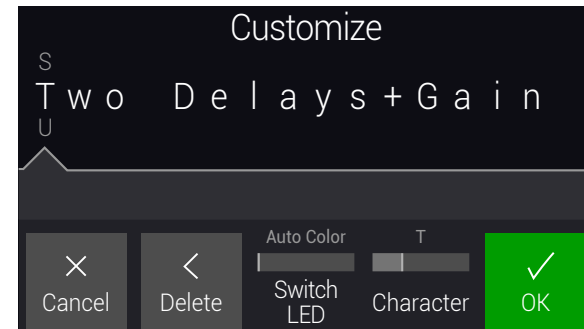 Customize
S
Two Delays+Gain
U
Auto Color
T
Cancel
Delete
Switch
LED
Character
OK